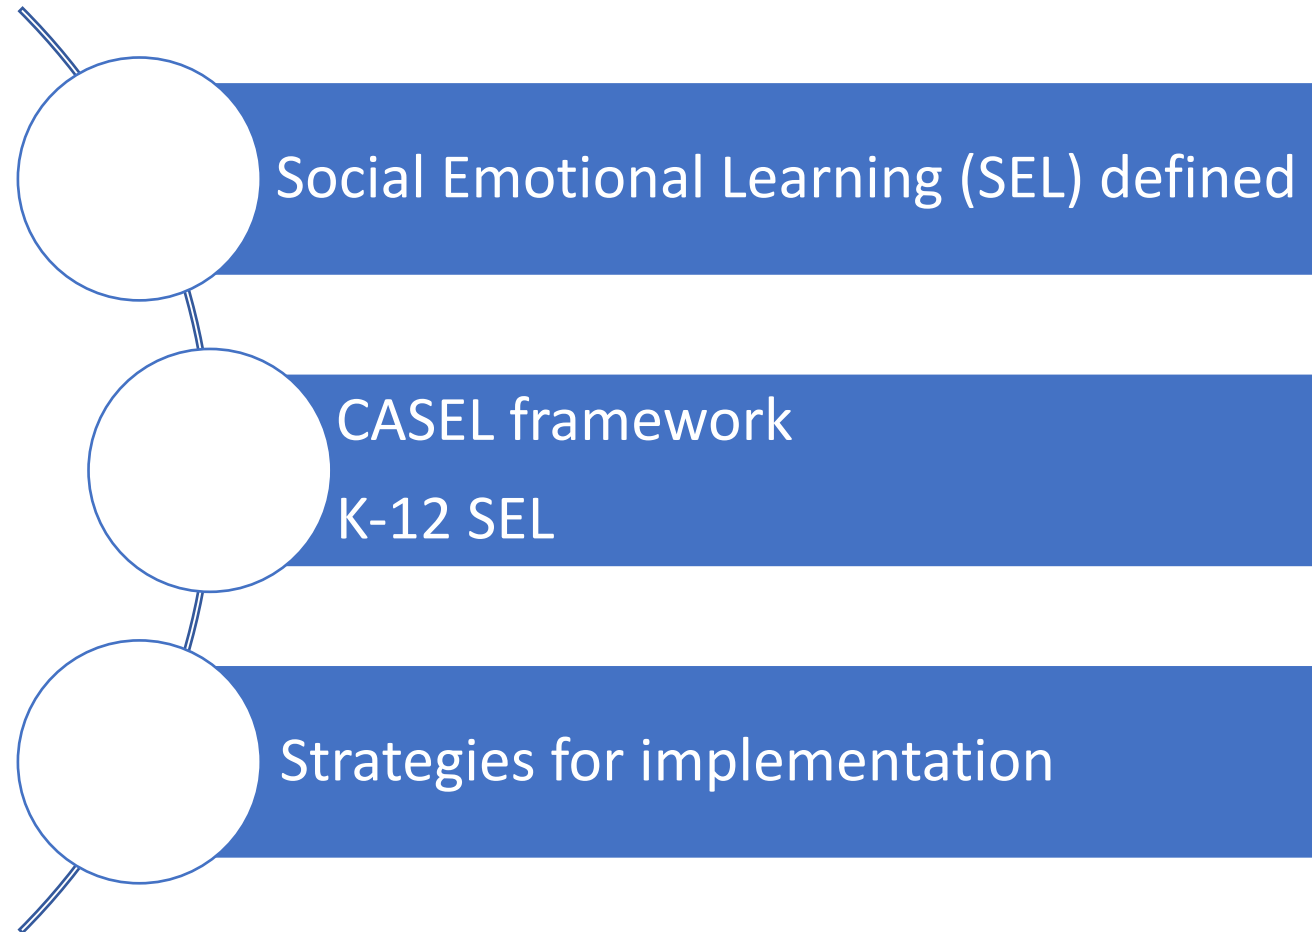 Social Emotional Learning (SEL) defined
CASEL framework
K-12 SEL
Strategies for implementation